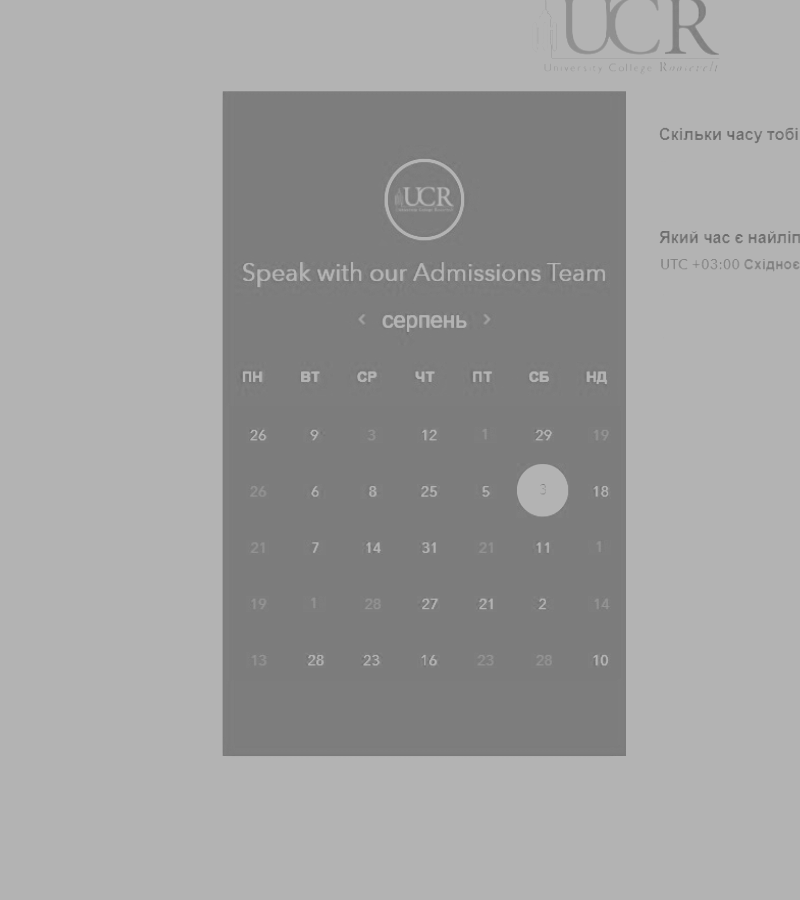 UCR
University College Roosevelt
Скільки часу тобі
UCR
Який час є найліп
UTC +03:00 Східноє
Speak with our Admissions Team
‹ серпень ›
ПН ВТ СР ЧТ ПТ СБ НД
26 9 3 12 1 29 19
26 6 8 25 5 3 18
21 7 14 31 21 11 1
19 1 28 27 21 2 14
13 28 23 16 23 28 10